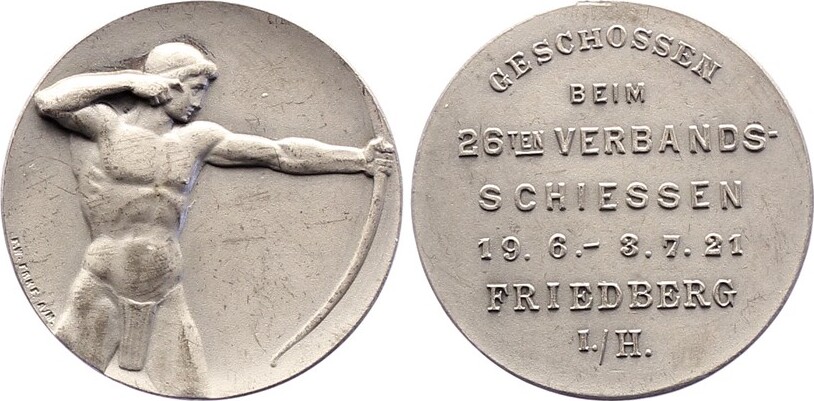 GESCHOSSEN
BEIM
26TEN VERBANDS-
SCHIESSEN
19. 6.- 3. 7. 21
FRIEDBERG
I./H.